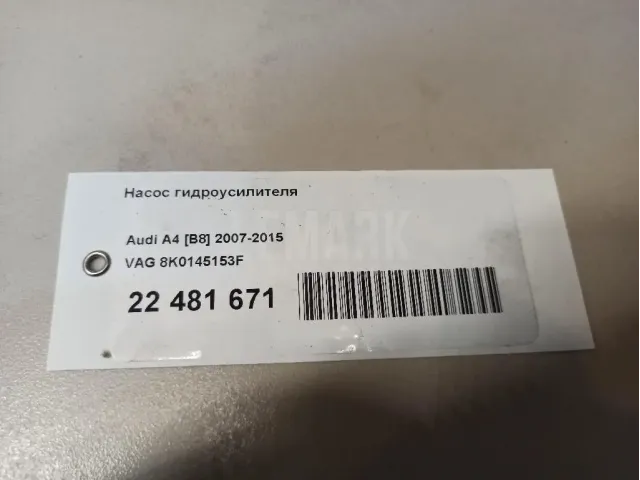 Насос гидроусилителя
Audi A4 [B8] 2007-2015
VAG 8K0145153F
22 481 671